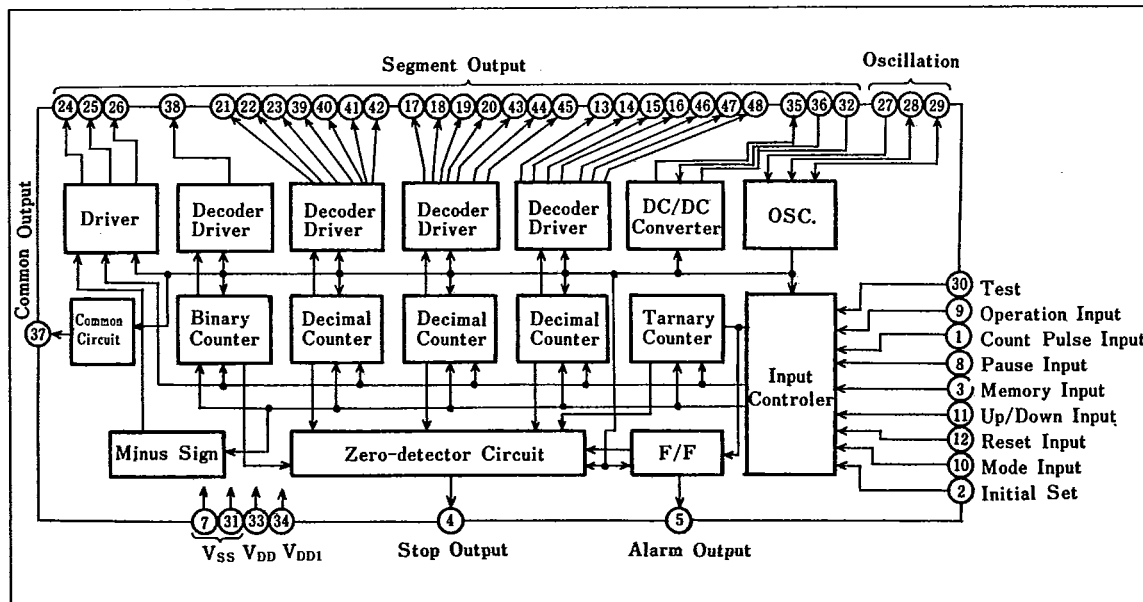 Segment Output
Oscillation
24 25 26 38 21 22 23 39 40 41 42 17 18 19 20 43 44 45 13 14 15 16 46 47 48 35 36 32 27 28 29
Common Output
37
Driver
Decoder
Driver
Decoder
Driver
Decoder
Driver
Decoder
Driver
DC/DC
Converter
OSC.
Common
Circuit
Binary
Counter
Decimal
Counter
Decimal
Counter
Decimal
Counter
Tarnary
Counter
Input
Controler
30 Test
9 Operation Input
1 Count Pulse Input
8 Pause Input
3 Memory Input
11 Up/Down Input
12 Reset Input
10 Mode Input
2 Initial Set
Minus Sign
Zero-detector Circuit
F/F
7 31 33 34 4 5
VSS VDD VDD1
Stop Output
Alarm Output